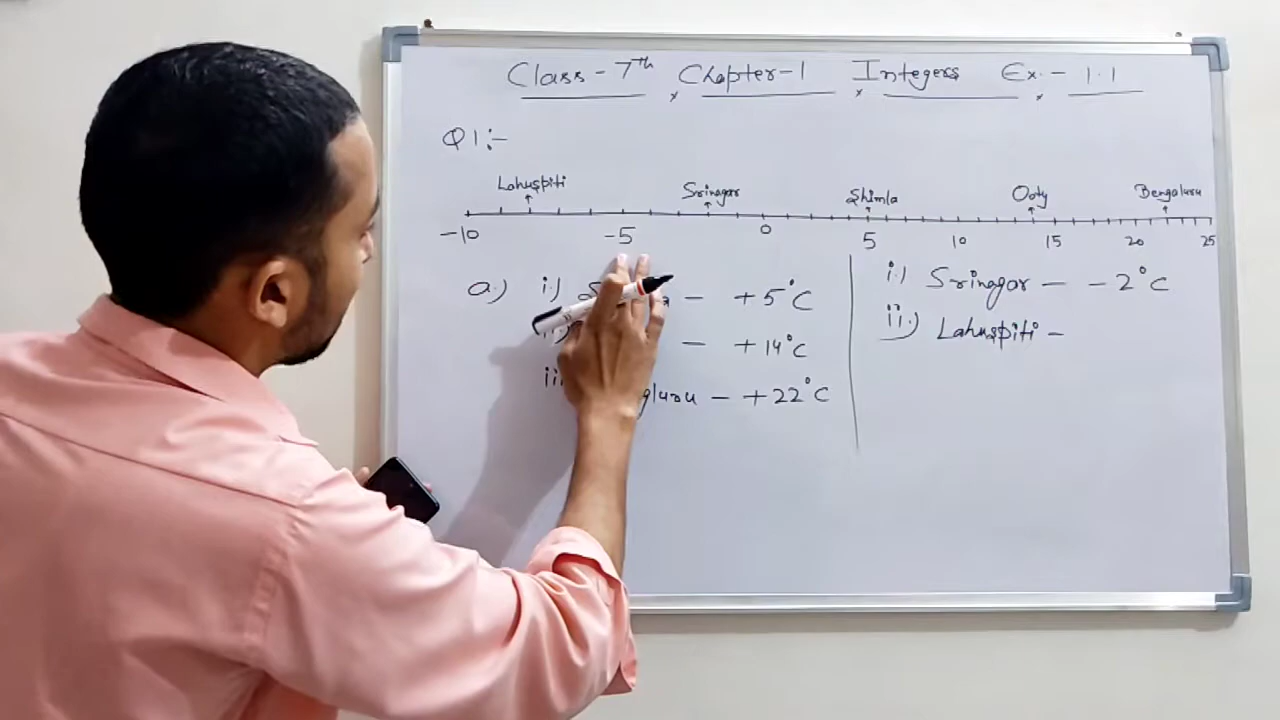 Class - 7th Chapter-1 Integers Ex. - 1.1
Q1:-
Lahuspiti Srinagar Shimla Ooty Bengaluru
-10 -5 0 5 10 15 20 25
a.) i.) - +5°C
- +14°C
- +22°C
i.) Srinagar - -2°C
ii.) Lahuspiti -